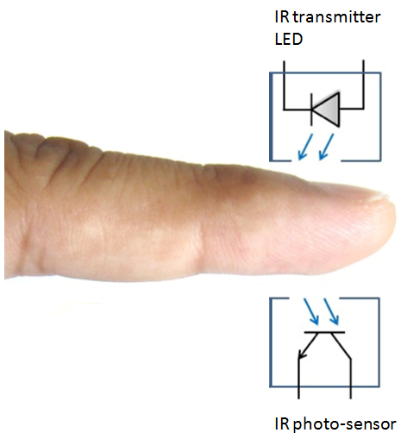 IR transmitter
LED
IR photo-sensor